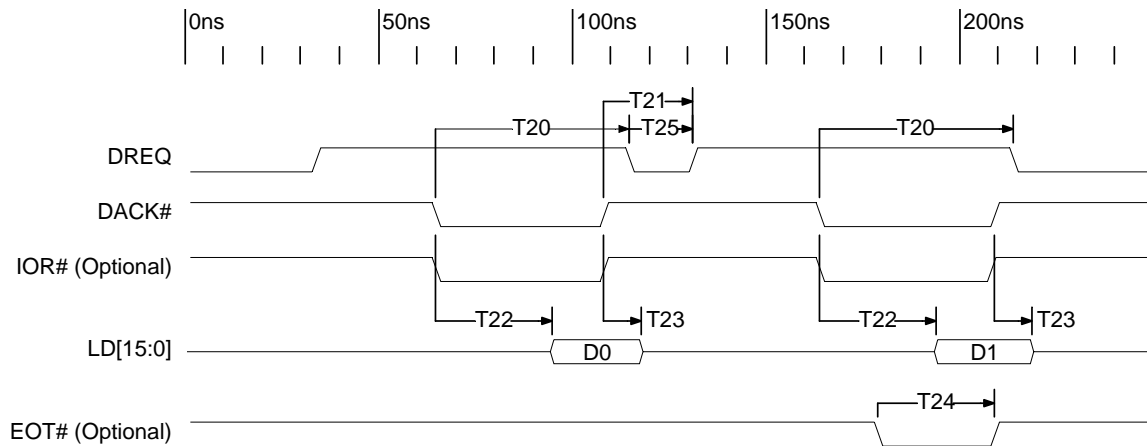 0ns 50ns 100ns 150ns 200ns
T21
T20 T25 T20
DREQ
DACK#
IOR# (Optional)
T22 T23 T22 T23
LD[15:0] D0 D1
T24
EOT# (Optional)